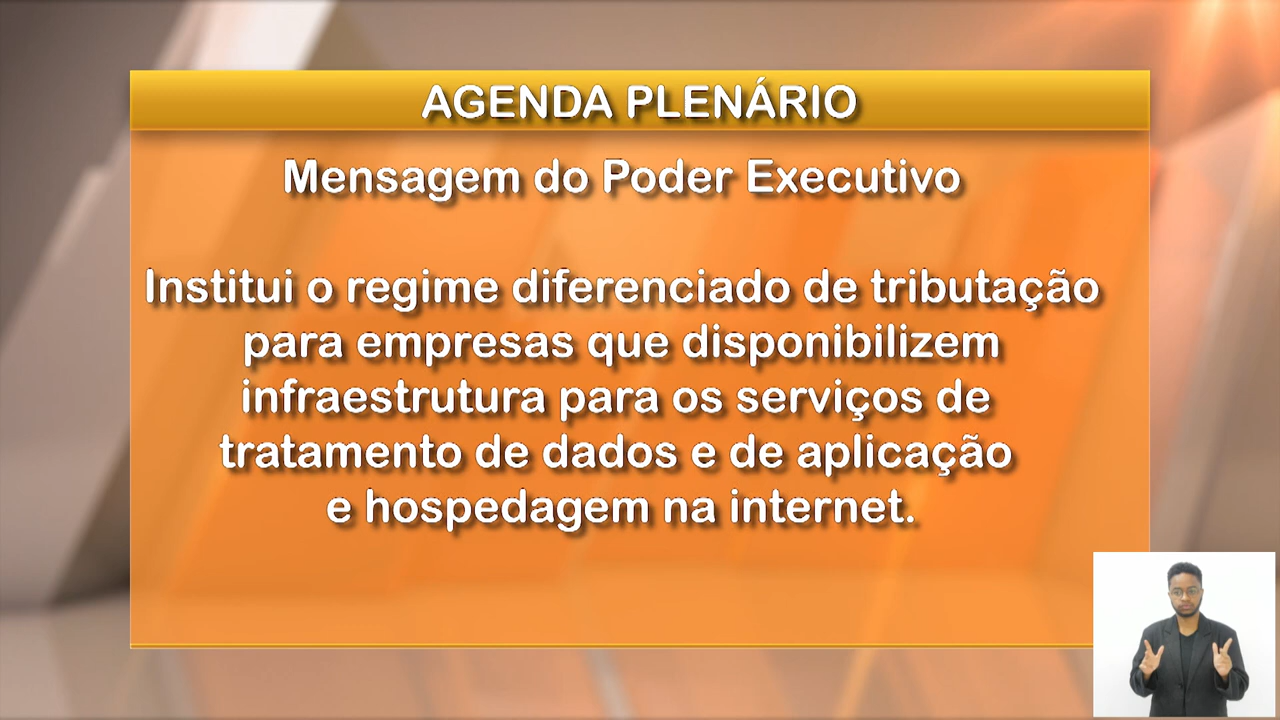 AGENDA PLENÁRIO
Mensagem do Poder Executivo
Institui o regime diferenciado de tributação
para empresas que disponibilizem
infraestrutura para os serviços de
tratamento de dados e de aplicação
e hospedagem na internet.